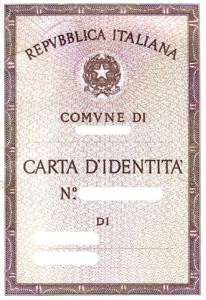 REPVBBLICA ITALIANA
COMVNE DI
CARTA D'IDENTITA'
N°
DI